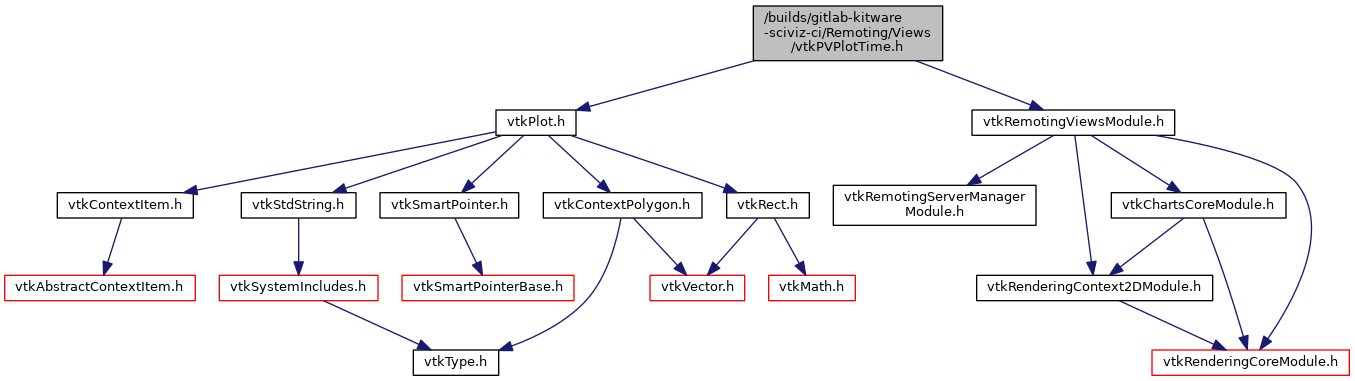 /builds/gitlab-kitware
-sciviz-ci/Remoting/Views
/vtkPVPlotTime.h
vtkPlot.h
vtkRemotingViewsModule.h
vtkContextItem.h
vtkStdString.h
vtkSmartPointer.h
vtkContextPolygon.h
vtkRect.h
vtkRemotingServerManager
Module.h
vtkChartsCoreModule.h
vtkAbstractContextItem.h
vtkSystemIncludes.h
vtkSmartPointerBase.h
vtkVector.h
vtkMath.h
vtkRenderingContext2DModule.h
vtkType.h
vtkRenderingCoreModule.h